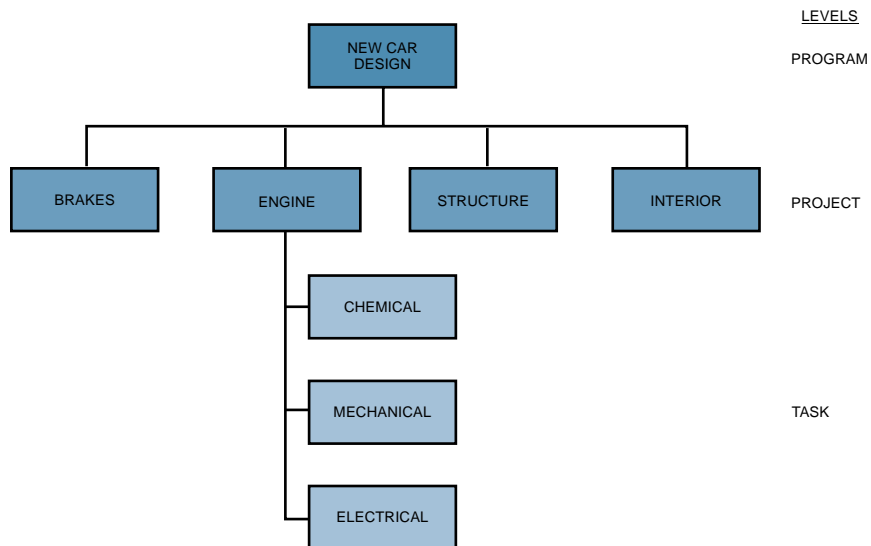 LEVELS
NEW CAR
DESIGN
PROGRAM
BRAKES
ENGINE
STRUCTURE
INTERIOR
PROJECT
CHEMICAL
MECHANICAL
TASK
ELECTRICAL